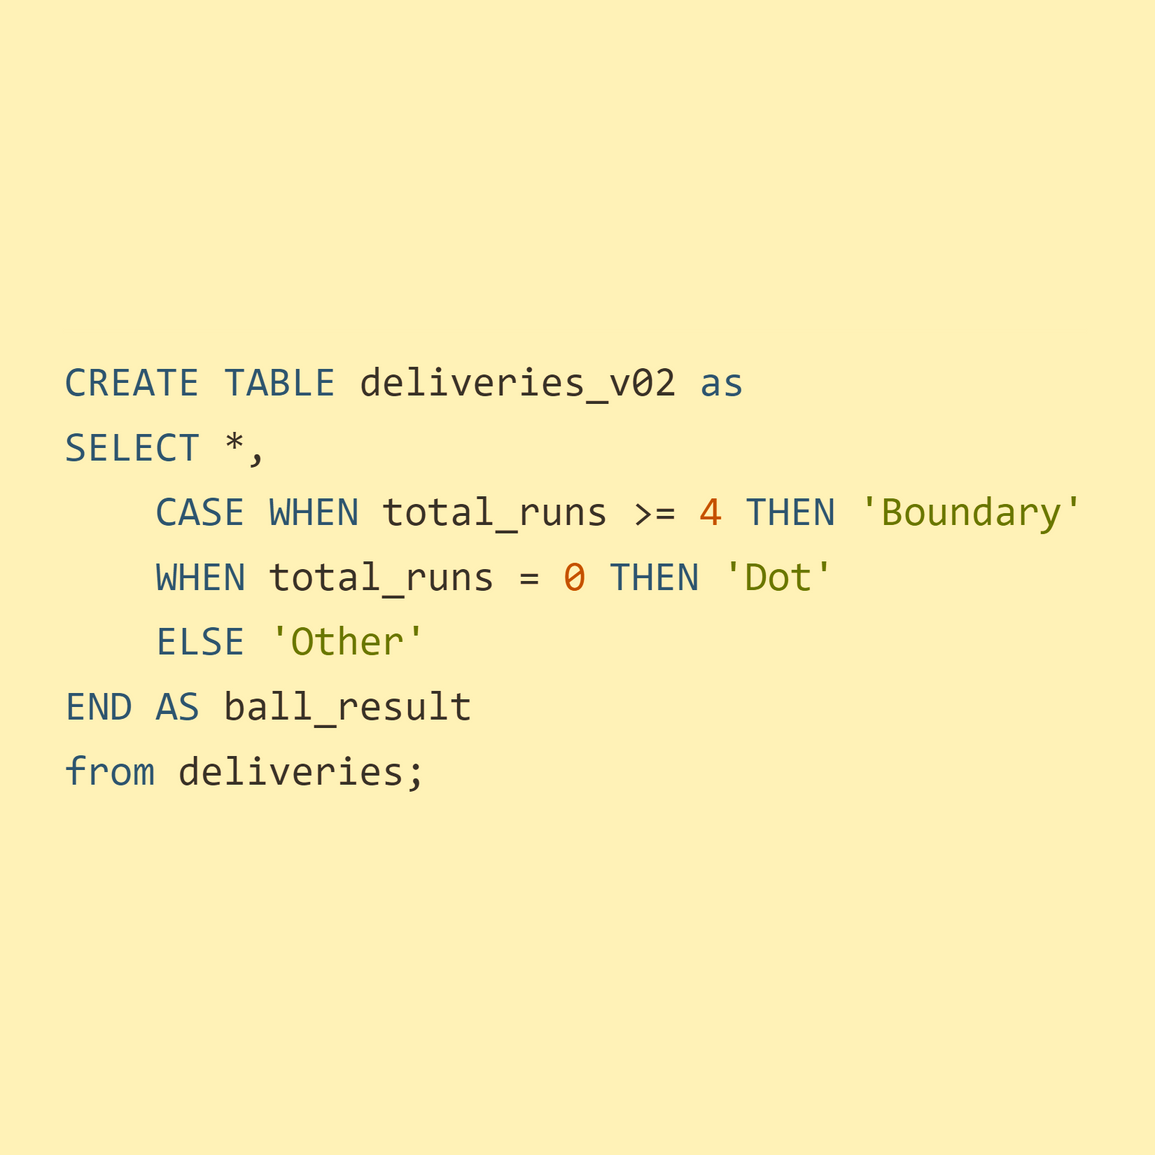 CREATE TABLE deliveries_v02 as
SELECT *,
    CASE WHEN total_runs >= 4 THEN 'Boundary'
    WHEN total_runs = 0 THEN 'Dot'
    ELSE 'Other'
END AS ball_result
from deliveries;